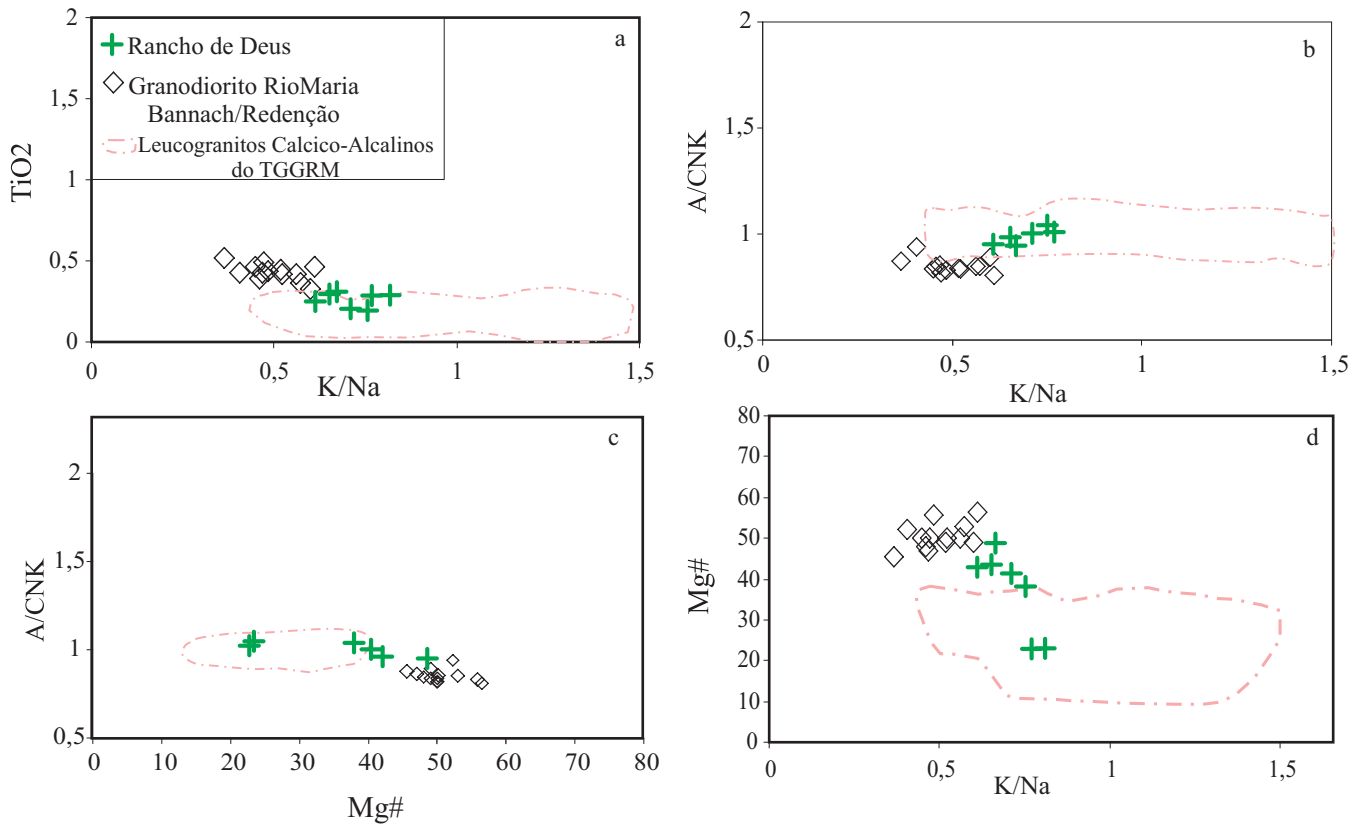 a
2
1,5
1
0,5
0
TiO2
Rancho de Deus
Granodiorito RioMaria
Bannach/Redenção
Leucogranitos Calcico-Alcalinos
do TGGRM
0 0,5 1 1,5
K/Na
b
2
1,5
1
0,5
A/CNK
0 0,5 1 1,5
K/Na
c
2
1,5
1
0,5
A/CNK
0 10 20 30 40 50 60 70 80
Mg#
d
80
70
60
50
40
30
20
10
0
Mg#
0 0,5 1 1,5
K/Na